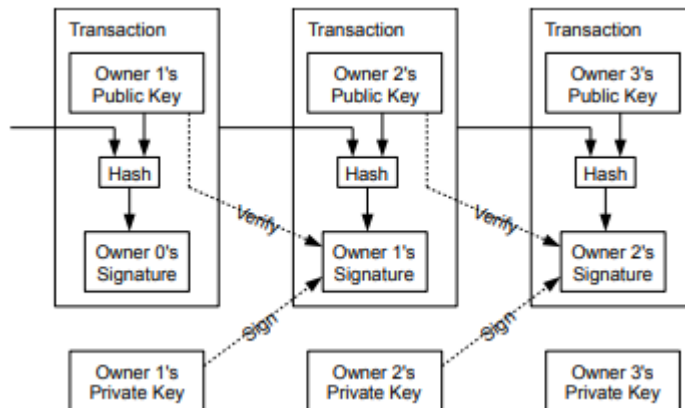 Transaction
Transaction
Transaction
Owner 1's
Public Key
Owner 2's
Public Key
Owner 3's
Public Key
Hash
Hash
Hash
Verify
Verify
Owner 0's
Signature
Owner 1's
Signature
Owner 2's
Signature
Sign
Sign
Owner 1's
Private Key
Owner 2's
Private Key
Owner 3's
Private Key